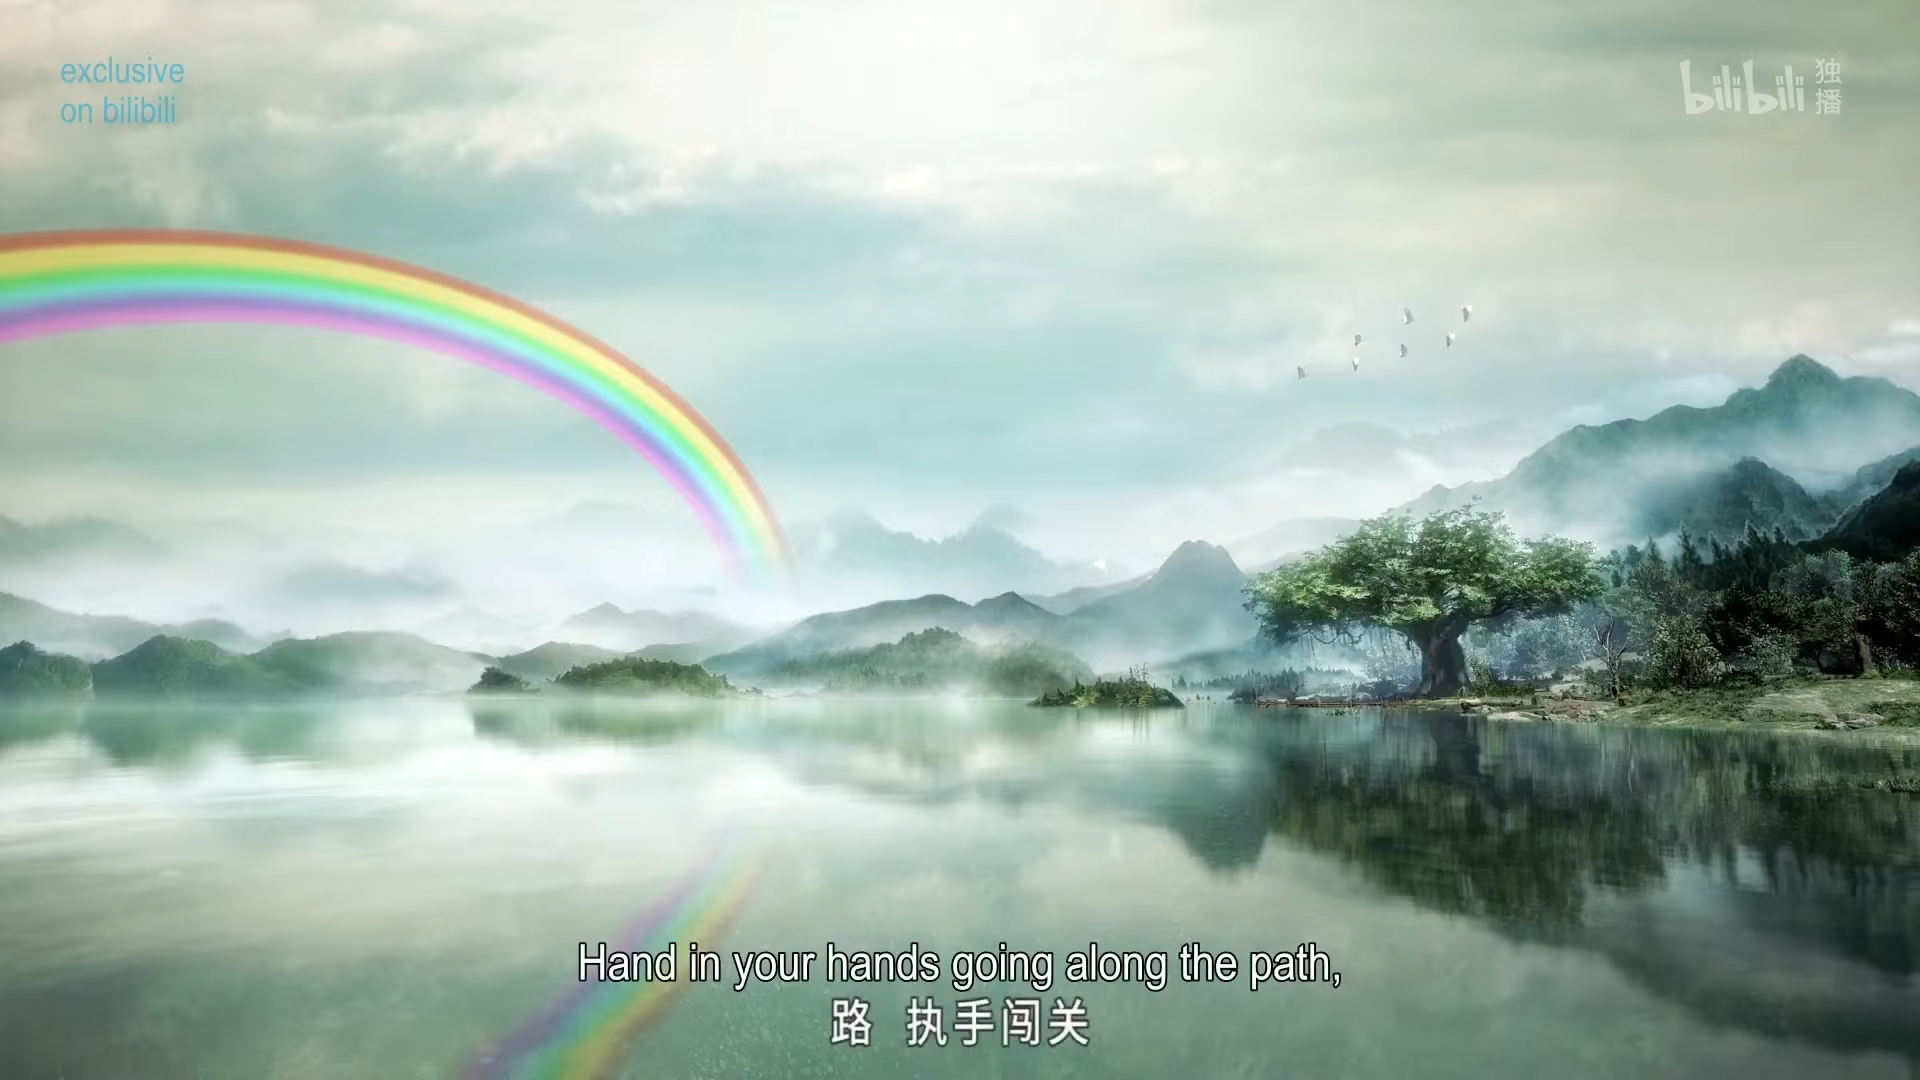 exclusive
on bilibili
bilibili 独播
Hand in your hands going along the path,
路 执手闯关